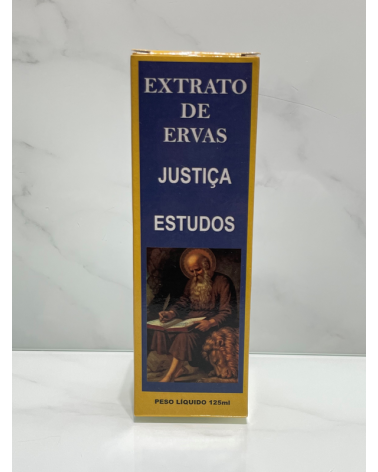 EXTRATO
DE
ERVAS
JUSTIÇA
ESTUDOS
PESO LÍQUIDO 125ml